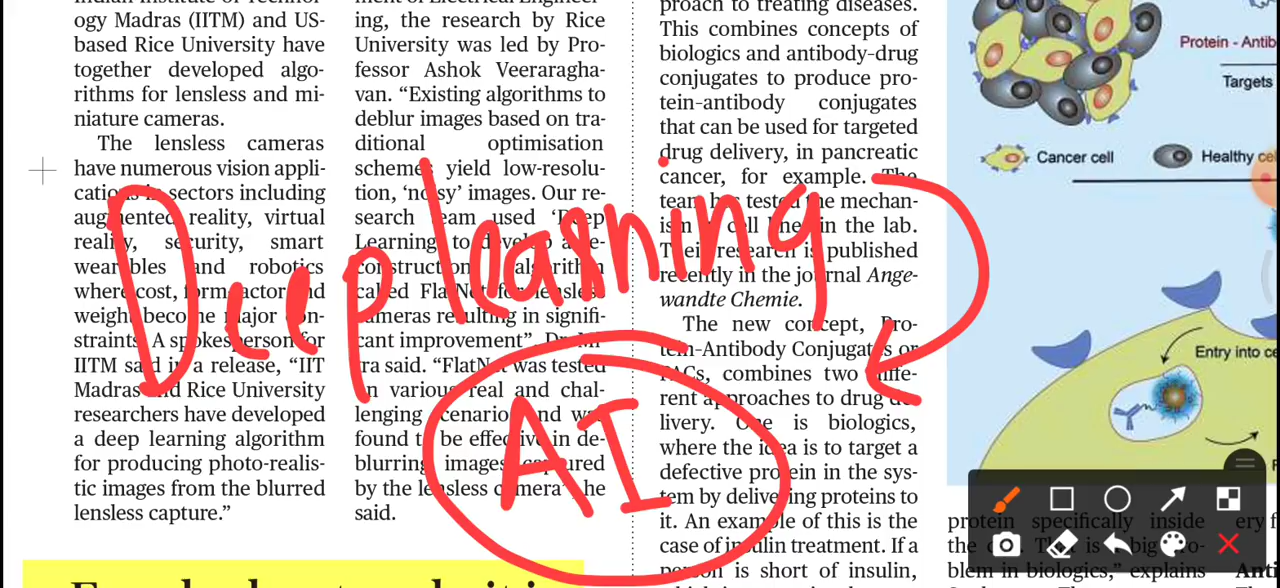 ogy Madras (IITM) and US-
based Rice University have
together developed algo-
rithms for lensless and mi-
niature cameras.
The lensless cameras
have numerous vision appli-
cations in sectors including
augmented reality, virtual
reality, security, smart
wearables and robotics
where cost, form factor and
weight become major con-
straints. A spokesperson for
IITM said in a release, “IIT
Madras and Rice University
researchers have developed
a deep learning algorithm
for producing photo-realis-
tic images from the blurred
lensless capture.”
ing, the research by Rice
University was led by Pro-
fessor Ashok Veeraragha-
van. “Existing algorithms to
deblur images based on tra-
ditional optimisation
schemes yield low-resolu-
tion, ‘noisy’ images. Our re-
search team used ‘Deep
Learning’ to develop a re-
construction algorithm
called FlatNet for lensless
cameras resulting in signifi-
cant improvement”, Dr. Mi-
tra said. “FlatNet was tested
on various real and chal-
lenging scenarios and was
found to be effective in de-
blurring images captured
by the lensless camera” he
said.
proach to treating diseases.
This combines concepts of
biologics and antibody-drug
conjugates to produce pro-
tein-antibody conjugates
that can be used for targeted
drug delivery, in pancreatic
cancer, for example. The
team has tested the mechan-
ism in cell lines in the lab.
Their research is published
recently in the journal Ange-
wandte Chemie.
The new concept, Pro-
tein-Antibody Conjugates or
PACs, combines two diffe-
rent approaches to drug de-
livery. One is biologics,
where the idea is to target a
defective protein in the sys-
tem by delivering proteins to
it. An example of this is the
case of insulin treatment. If a
person is short of insulin,
Deep learning
AI
Protein - Antib
Targets
Cancer cell
Healthy cel
Entry into ce
protein specifically inside
blem in biologics,” explains